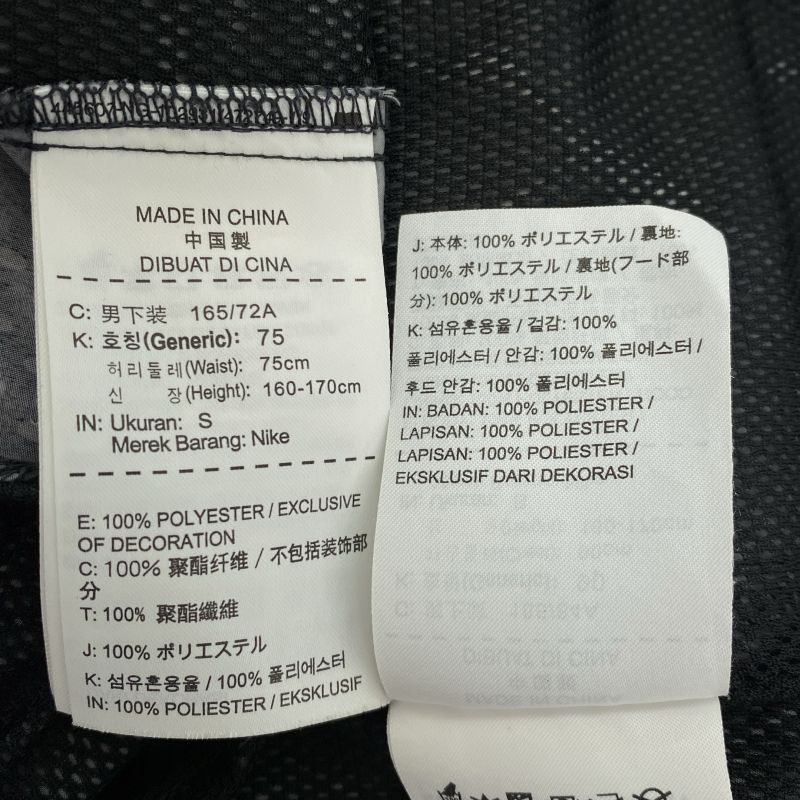 MADE IN CHINA
中国製
DIBUAT DI CINA
C: 男下装 165/72A
K: 호칭(Generic): 75
허리둘레(Waist): 75cm
신 장(Height): 160-170cm
IN: Ukuran: S
Merek Barang: Nike
E: 100% POLYESTER / EXCLUSIVE
OF DECORATION
C: 100% 聚酯纤维 / 不包括装饰部
分
T: 100% 聚酯纖維
J: 100% ポリエステル
K: 섬유혼용율 / 100% 폴리에스터
IN: 100% POLIESTER / EKSKLUSIF
J: 本体: 100% ポリエステル / 裏地:
100% ポリエステル / 裏地(フード部
分): 100% ポリエステル
K: 섬유혼용율 / 겉감: 100%
폴리에스터 / 안감: 100% 폴리에스터 /
후드 안감: 100% 폴리에스터
IN: BADAN: 100% POLIESTER /
LAPISAN: 100% POLIESTER /
LAPISAN: 100% POLIESTER /
EKSKLUSIF DARI DEKORASI